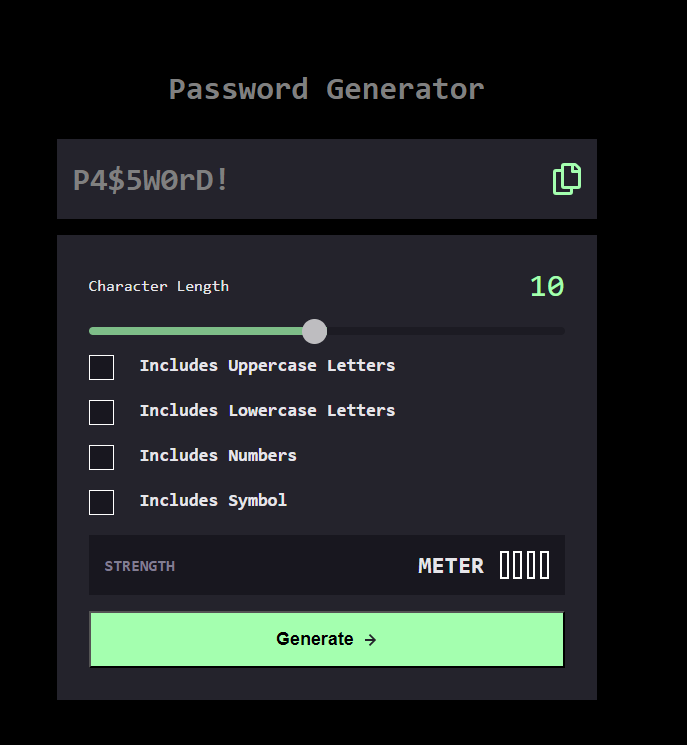 Password Generator
P4$5W0rD!
Character Length 10
Includes Uppercase Letters
Includes Lowercase Letters
Includes Numbers
Includes Symbol
STRENGTH METER
Generate →